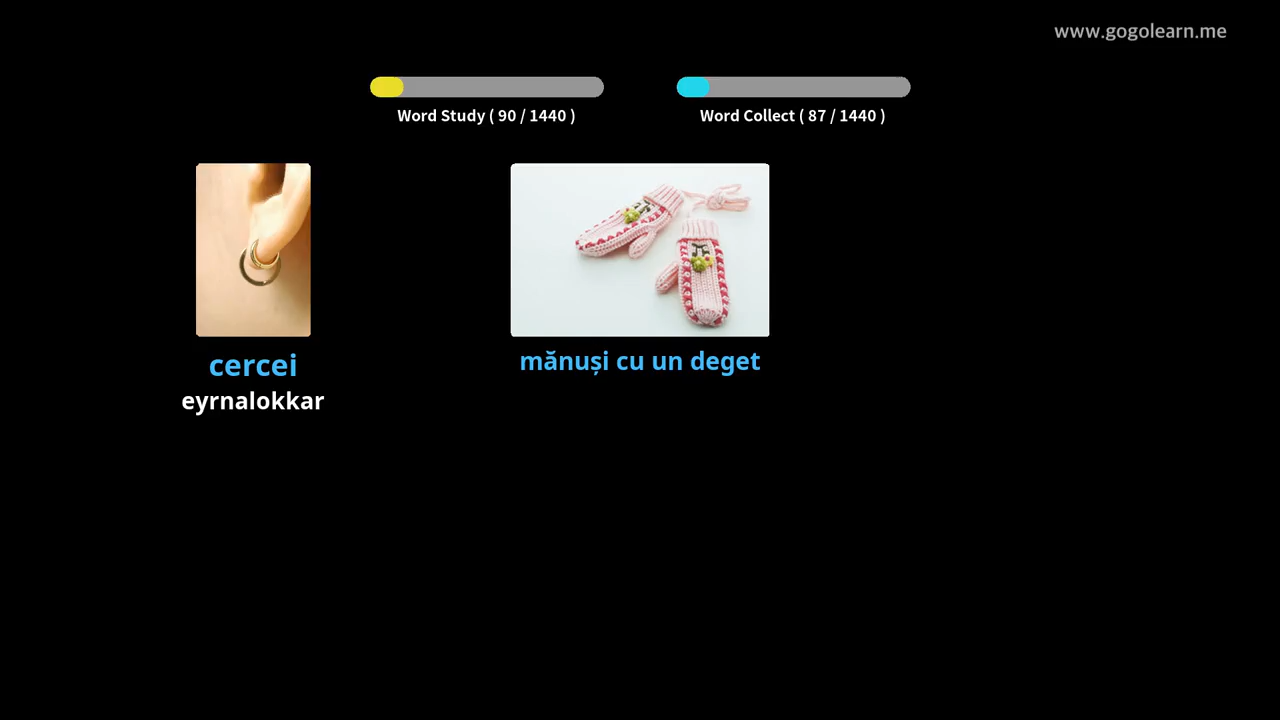 www.gogolearn.me
Word Study ( 90 / 1440 )
Word Collect ( 87 / 1440 )
cercei
eyrnalokkar
mănuși cu un deget